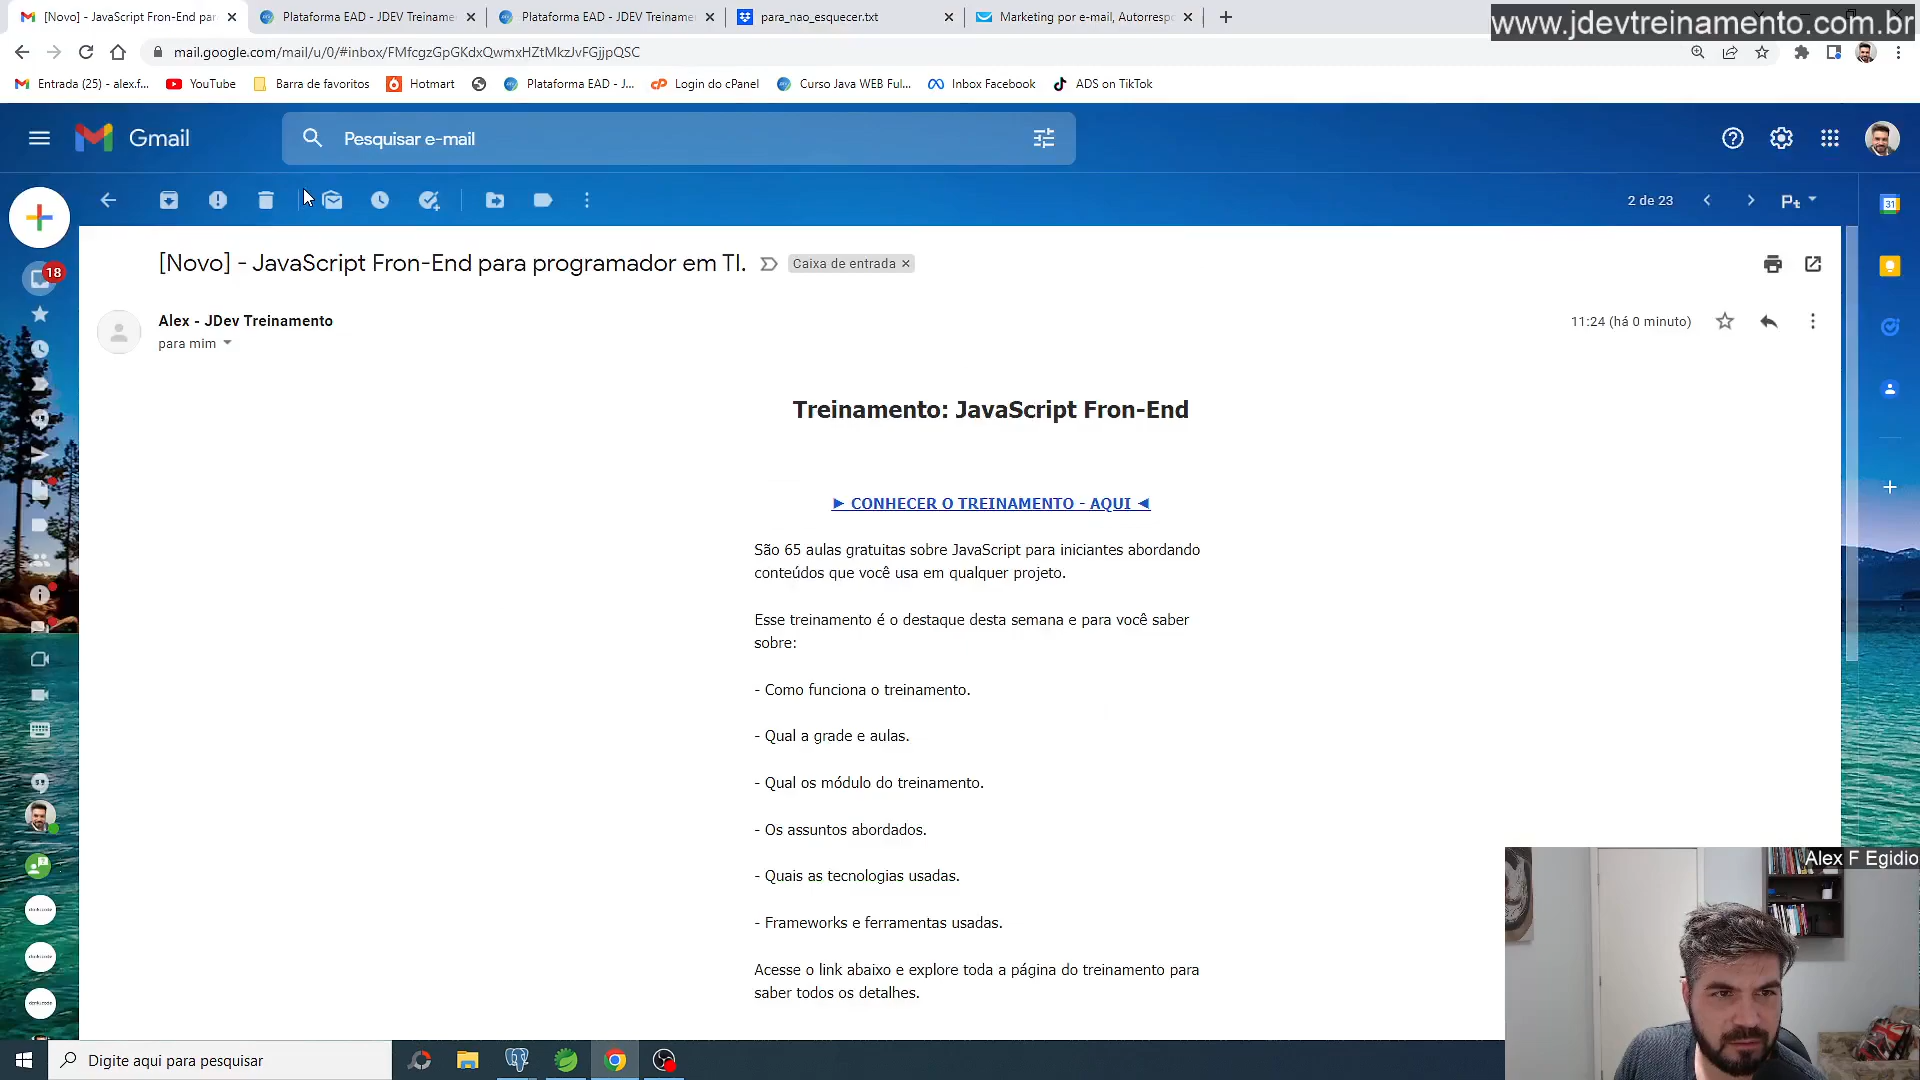 [Novo] - JavaScript Fron-End par
Plataforma EAD - JDEV Treiname
Plataforma EAD - JDEV Treiname
para_nao_esquecer.txt
Marketing por e-mail, Autorrespo
www.jdevtreinamento.com.br
mail.google.com/mail/u/0/#inbox/FMfcgzGpGKdxQwmxHZtMkzJvFGjjpQSC
Entrada (25) - alex.f...
YouTube
Barra de favoritos
Hotmart
Plataforma EAD - J...
Login do cPanel
Curso Java WEB Ful...
Inbox Facebook
ADS on TikTok
Gmail
Pesquisar e-mail
2 de 23
Pt
31
18
[Novo] - JavaScript Fron-End para programador em TI.
Caixa de entrada
Alex - JDev Treinamento
11:24 (há 0 minuto)
para mim
Treinamento: JavaScript Fron-End
► CONHECER O TREINAMENTO - AQUI ◄
São 65 aulas gratuitas sobre JavaScript para iniciantes abordando
conteúdos que você usa em qualquer projeto.
Esse treinamento é o destaque desta semana e para você saber
sobre:
- Como funciona o treinamento.
- Qual a grade e aulas.
- Qual os módulo do treinamento.
- Os assuntos abordados.
- Quais as tecnologias usadas.
- Frameworks e ferramentas usadas.
Acesse o link abaixo e explore toda a página do treinamento para
saber todos os detalhes.
Alex F Egidio
Digite aqui para pesquisar